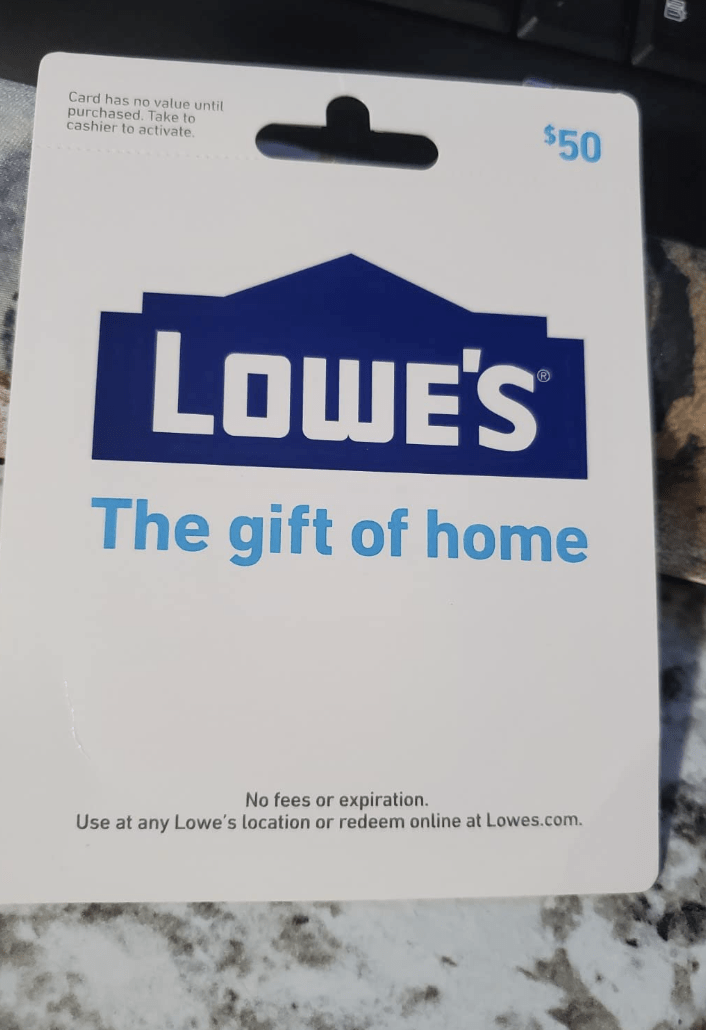 Card has no value until
purchased. Take to
cashier to activate.
$50
LOWE'S®
The gift of home
No fees or expiration.
Use at any Lowe's location or redeem online at Lowes.com.